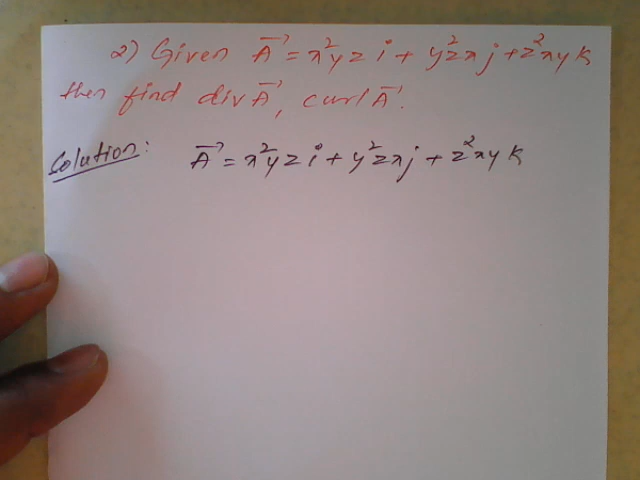 2) Given A⃗ = x²yz i + y²zx j + z²xy k
then find div A⃗, curl A⃗.
Solution: A⃗ = x²yz i + y²zx j + z²xy k